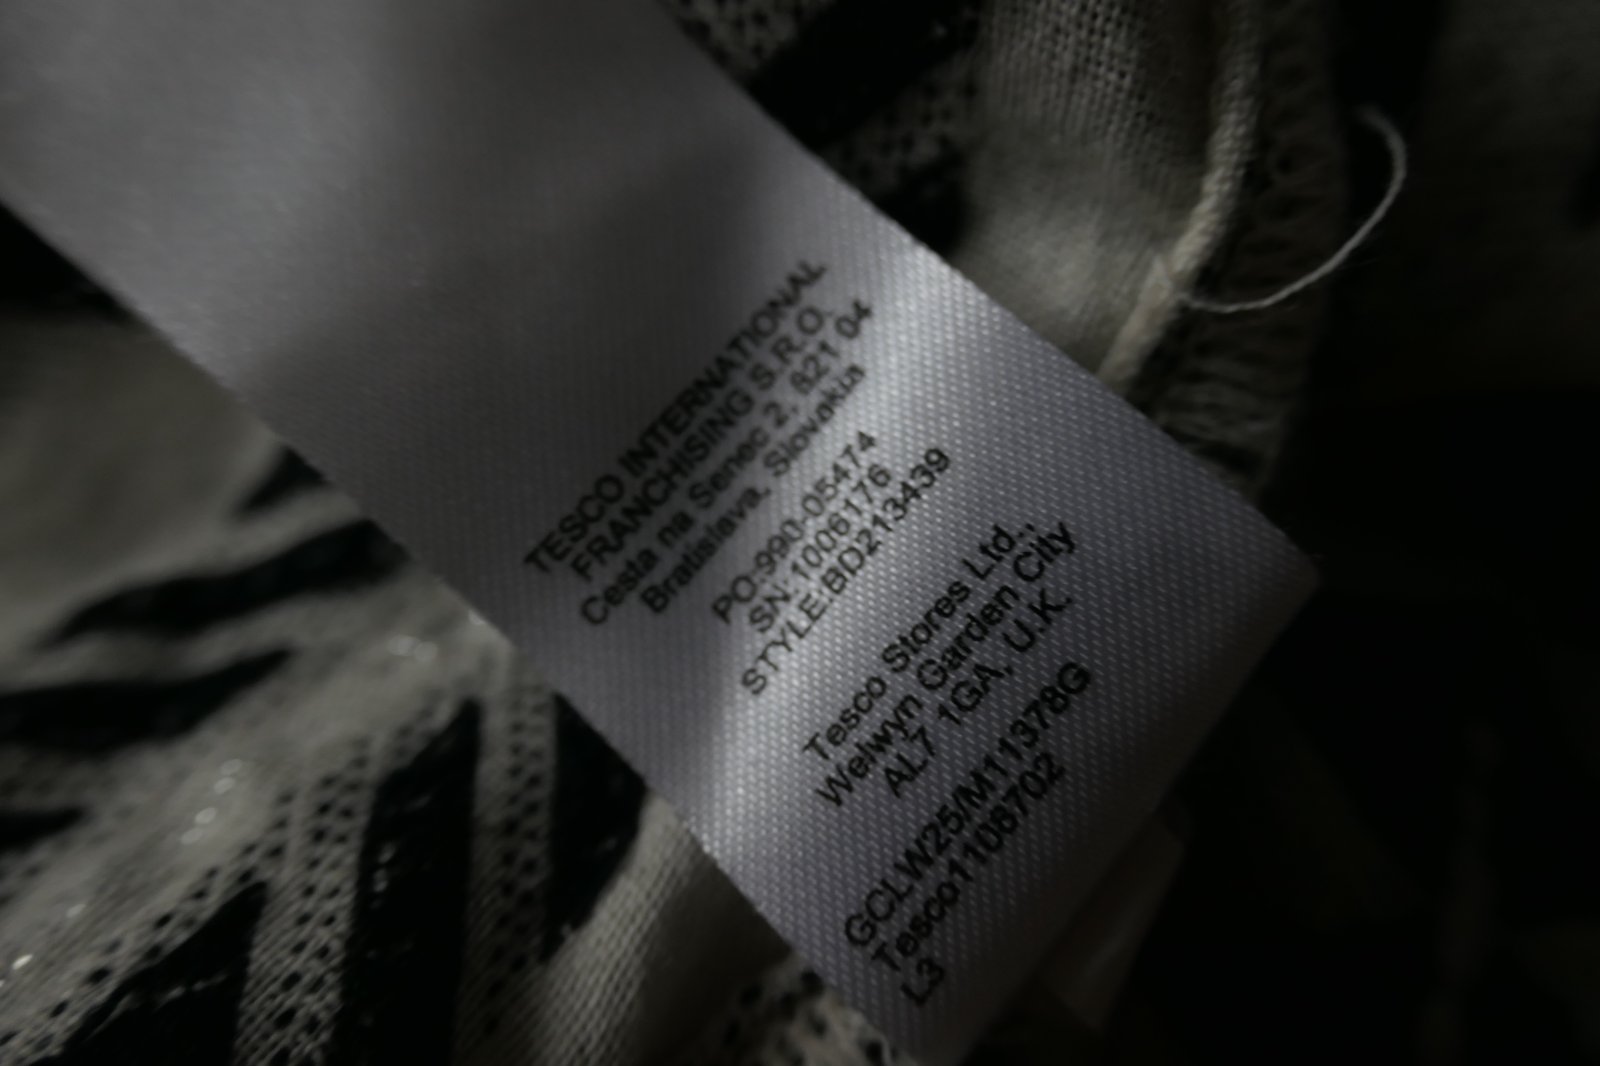 TESCO INTERNATIONAL
FRANCHISING S.R.O.
Cesta na Senec 2, 821 04
Bratislava, Slovakia
PO:990-05474
SN:1006176
STYLE:BD213439
Tesco Stores Ltd.,
Welwyn Garden City
AL7 1GA, U.K.
GCLW25/M11378G
Tesco1108702
L3